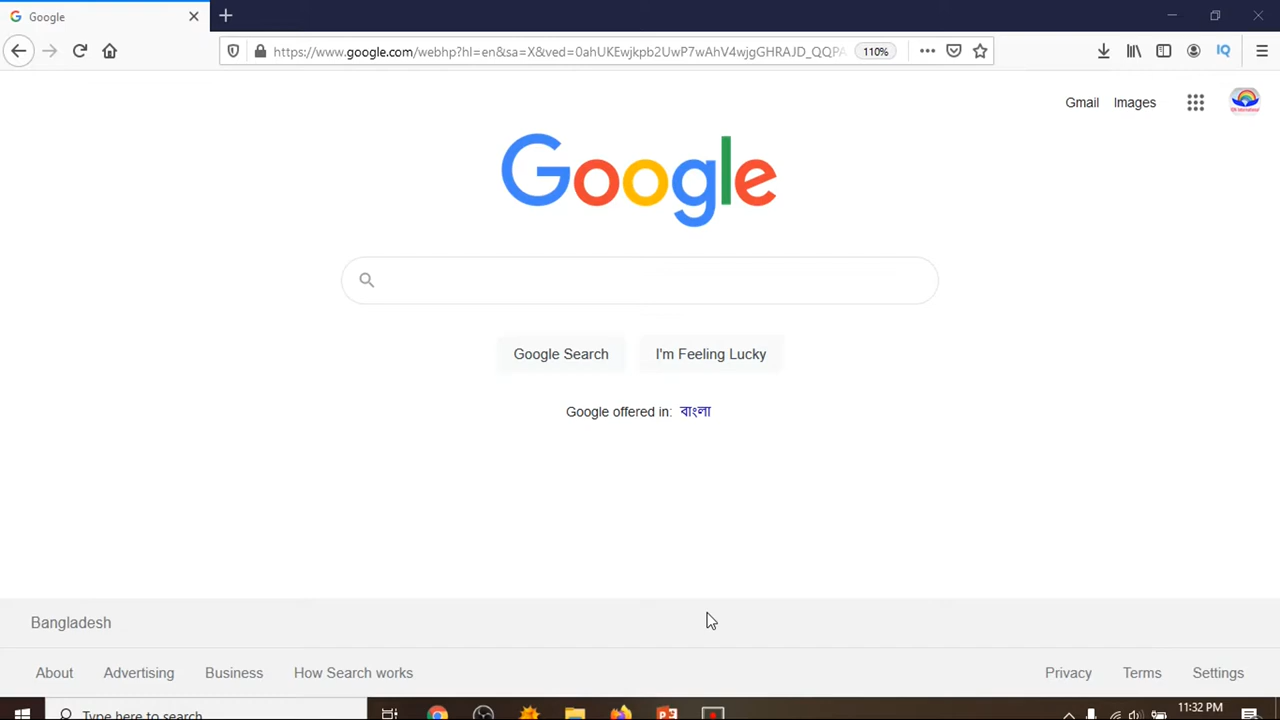 Google
https://www.google.com/webhp?hl=en&sa=X&ved=0ahUKEwjkpb2UwP7wAhV4wjgGHRAJD_QQPA
110%
IQ
Gmail Images
Google
Google Search I'm Feeling Lucky
Google offered in: বাংলা
Bangladesh
About Advertising Business How Search works Privacy Terms Settings
Type here to search 11:32 PM